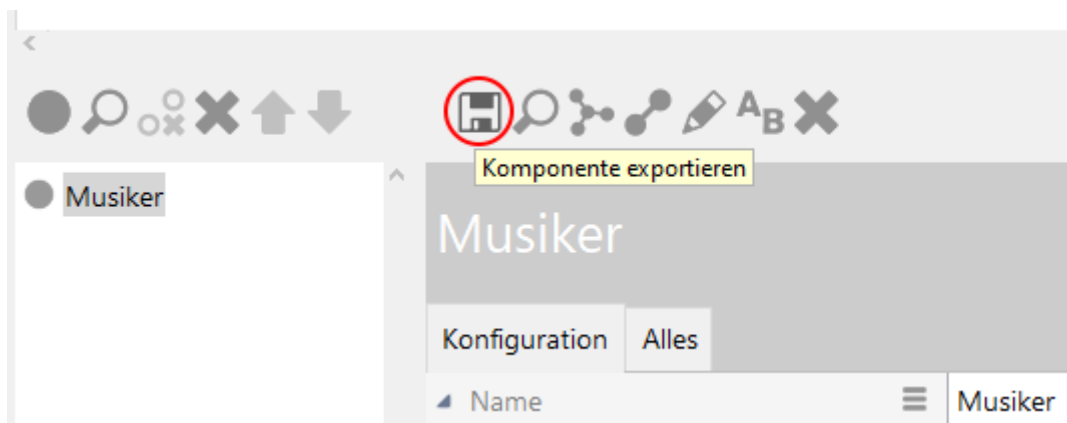 Komponente exportieren
Musiker
Musiker
Konfiguration Alles
Name Musiker